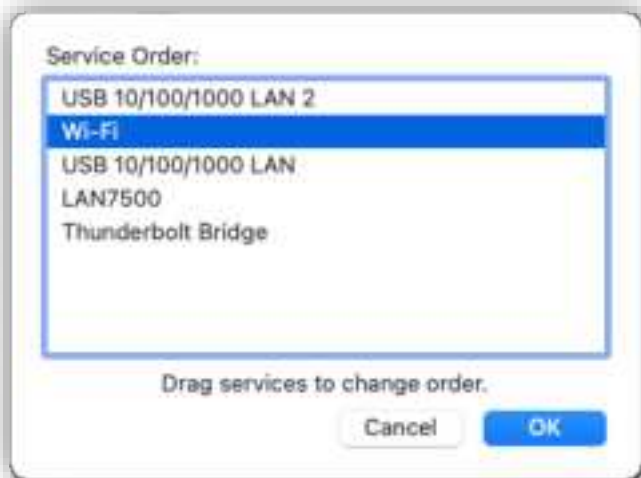 Service Order:
USB 10/100/1000 LAN 2
Wi-Fi
USB 10/100/1000 LAN
LAN7500
Thunderbolt Bridge
Drag services to change order.
Cancel
OK